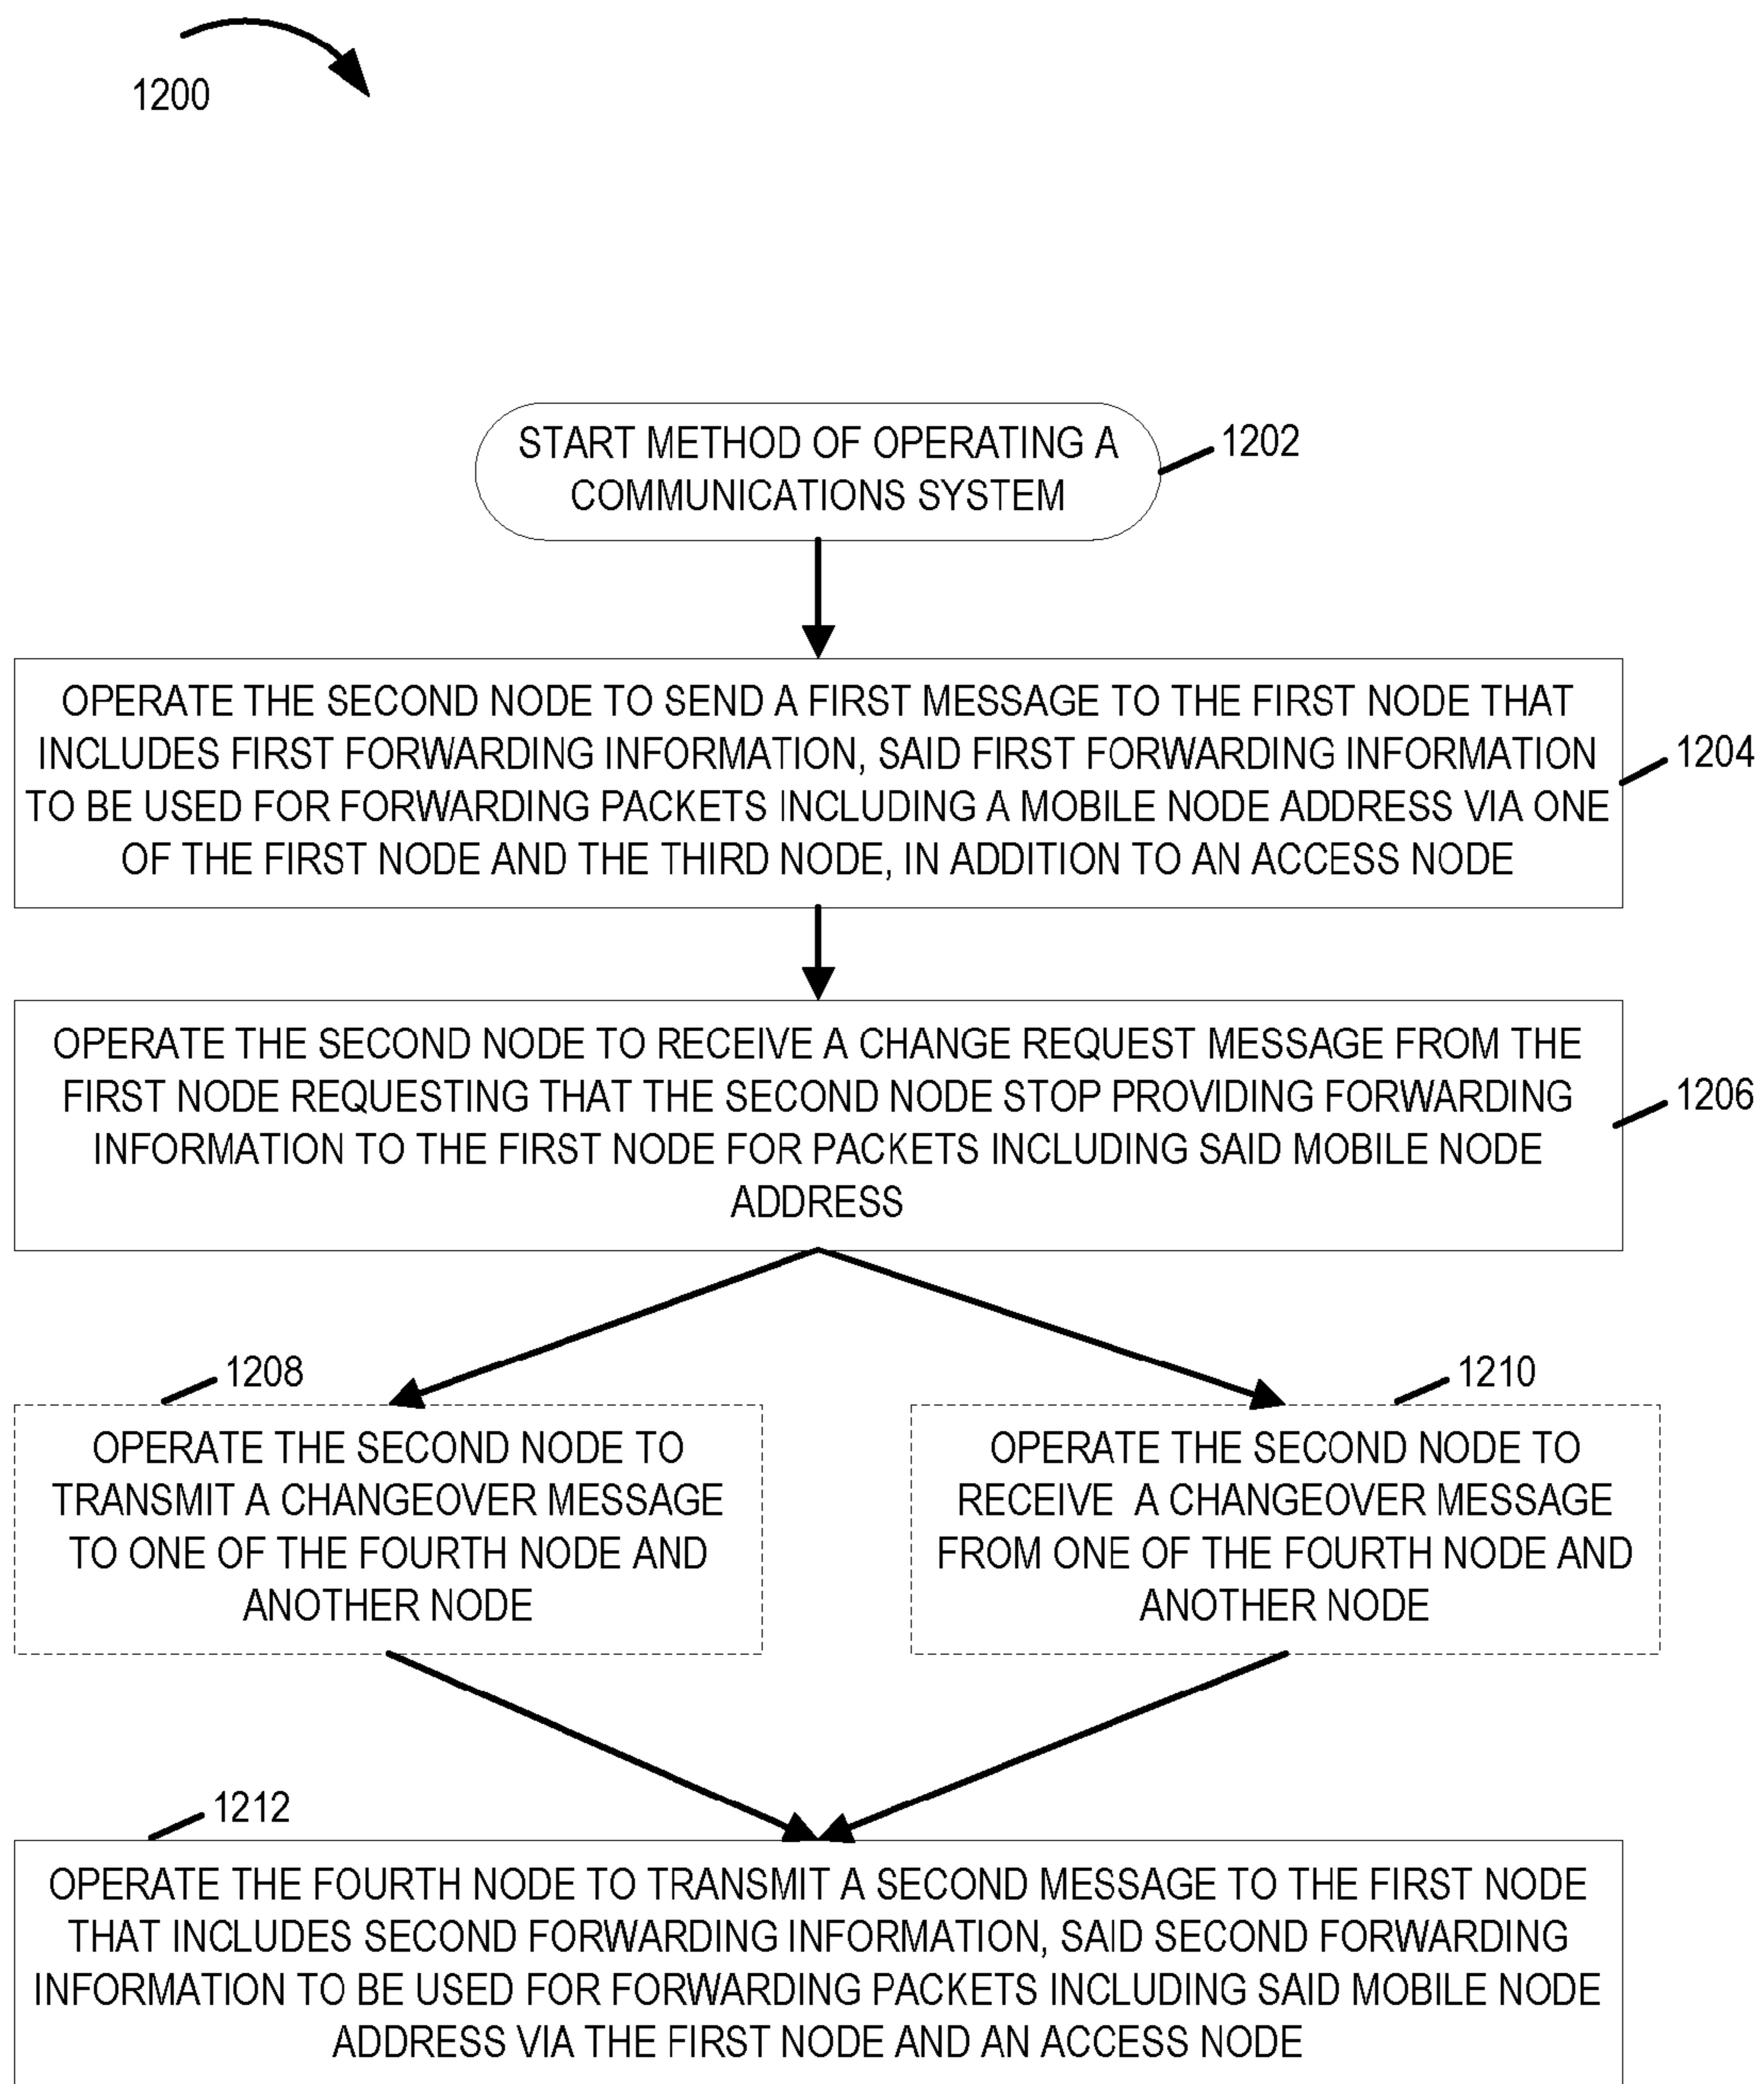 1200
START METHOD OF OPERATING A
COMMUNICATIONS SYSTEM
1202
OPERATE THE SECOND NODE TO SEND A FIRST MESSAGE TO THE FIRST NODE THAT
INCLUDES FIRST FORWARDING INFORMATION, SAID FIRST FORWARDING INFORMATION
TO BE USED FOR FORWARDING PACKETS INCLUDING A MOBILE NODE ADDRESS VIA ONE
OF THE FIRST NODE AND THE THIRD NODE, IN ADDITION TO AN ACCESS NODE
1204
OPERATE THE SECOND NODE TO RECEIVE A CHANGE REQUEST MESSAGE FROM THE
FIRST NODE REQUESTING THAT THE SECOND NODE STOP PROVIDING FORWARDING
INFORMATION TO THE FIRST NODE FOR PACKETS INCLUDING SAID MOBILE NODE
ADDRESS
1206
1208
OPERATE THE SECOND NODE TO
TRANSMIT A CHANGEOVER MESSAGE
TO ONE OF THE FOURTH NODE AND
ANOTHER NODE
1210
OPERATE THE SECOND NODE TO
RECEIVE A CHANGEOVER MESSAGE
FROM ONE OF THE FOURTH NODE AND
ANOTHER NODE
1212
OPERATE THE FOURTH NODE TO TRANSMIT A SECOND MESSAGE TO THE FIRST NODE
THAT INCLUDES SECOND FORWARDING INFORMATION, SAID SECOND FORWARDING
INFORMATION TO BE USED FOR FORWARDING PACKETS INCLUDING SAID MOBILE NODE
ADDRESS VIA THE FIRST NODE AND AN ACCESS NODE